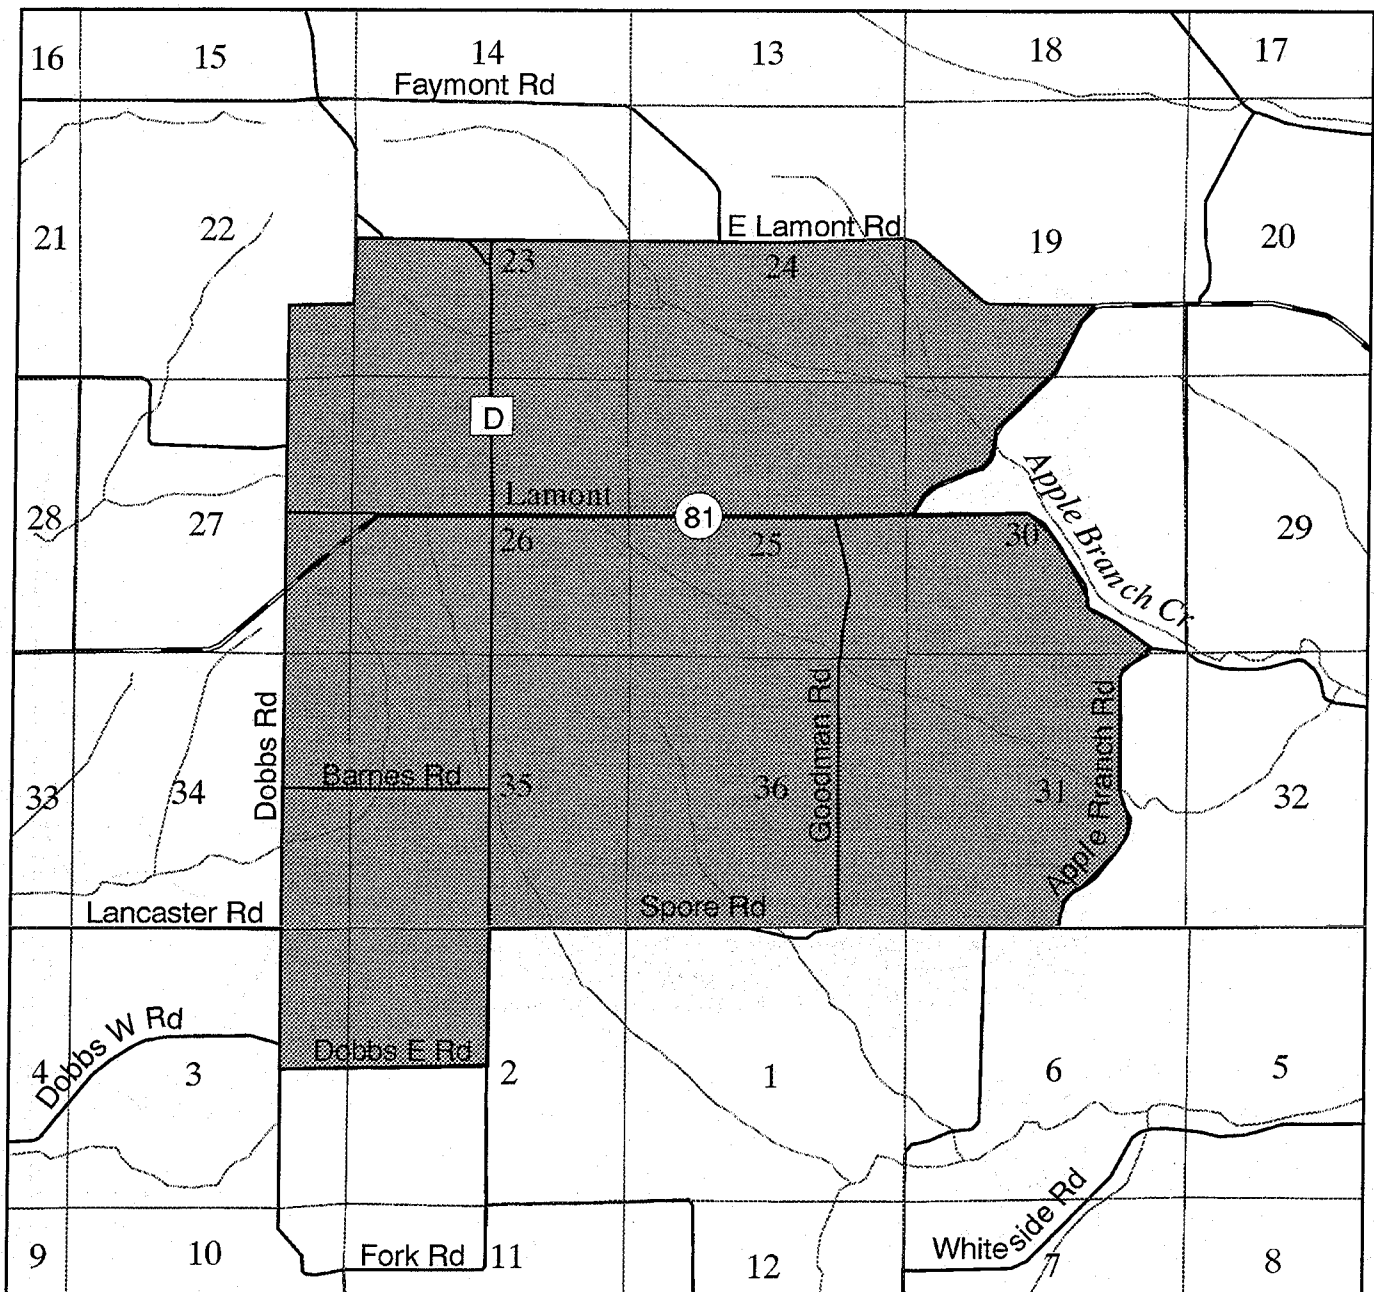 16 15 14 13 18 17
Faymont Rd
21 22 E Lamont Rd 19 20
23 24
D
Lamont
28 27 81 29
26 25 30
Apple Branch Cr
Dobbs Rd
Goodman Rd
Apple Rranch Rd
Barnes Rd
33 34 35 36 31 32
Lancaster Rd Spore Rd
Dobbs W Rd
Dobbs E Rd
4 3 2 1 6 5
Whiteside Rd
9 10 Fork Rd 11 12 7 8